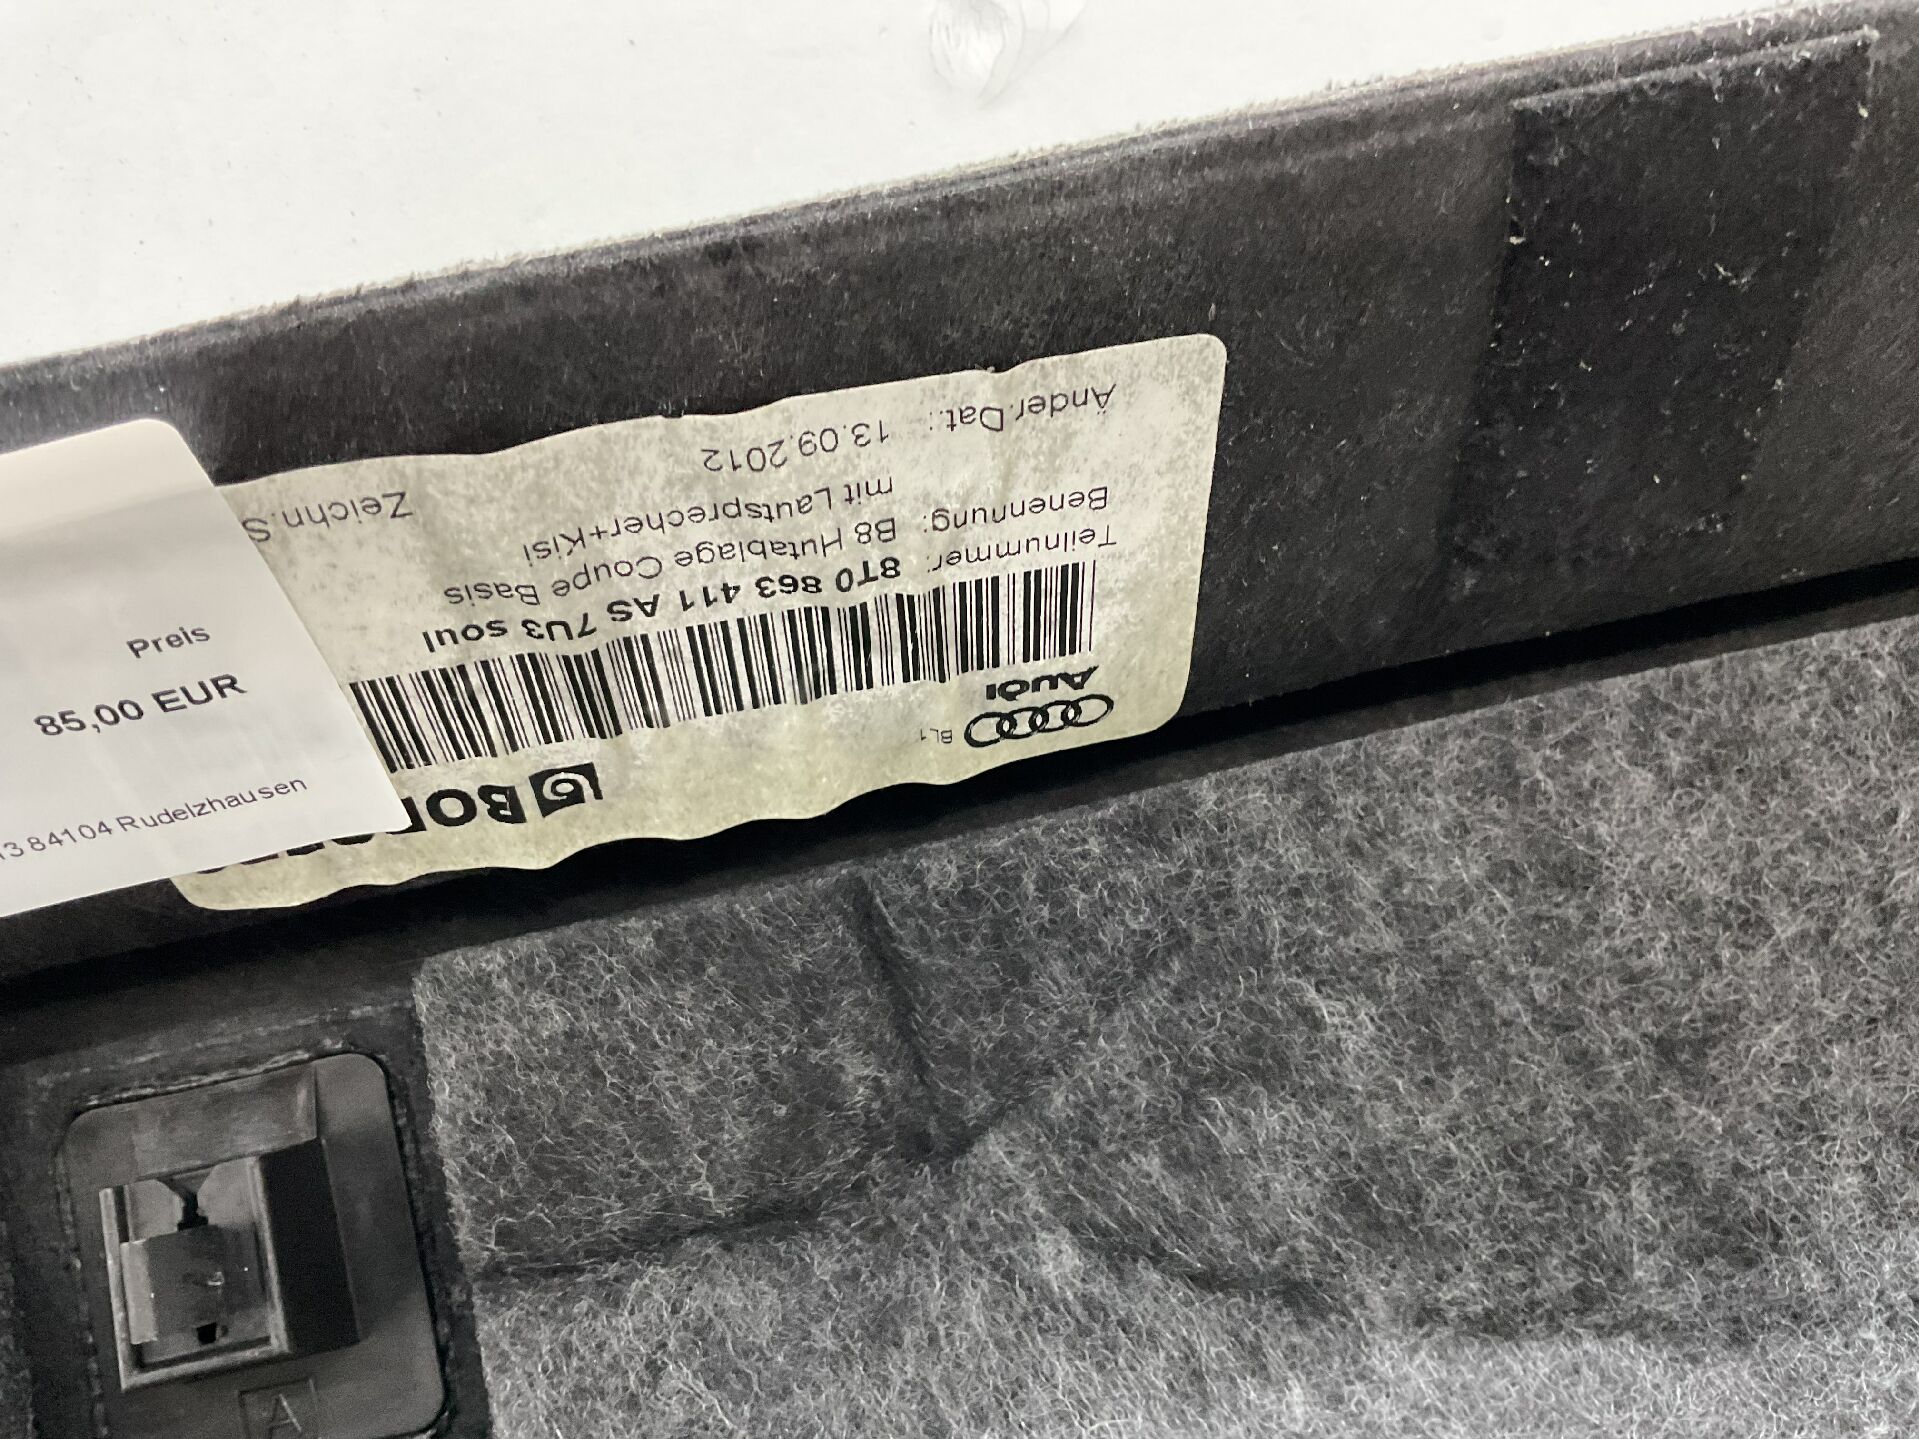 BL1
Audi
Teilnummer: 8T0 863 411 AS 7U3 soul
Benennung: B8 Hutablage Coupe Basis
mit Lautsprecher+Kisi
Änder.Dat.: 13.09.2012
Zeichn.S
Preis
85,00 EUR
13 84104 Rudelzhausen
A